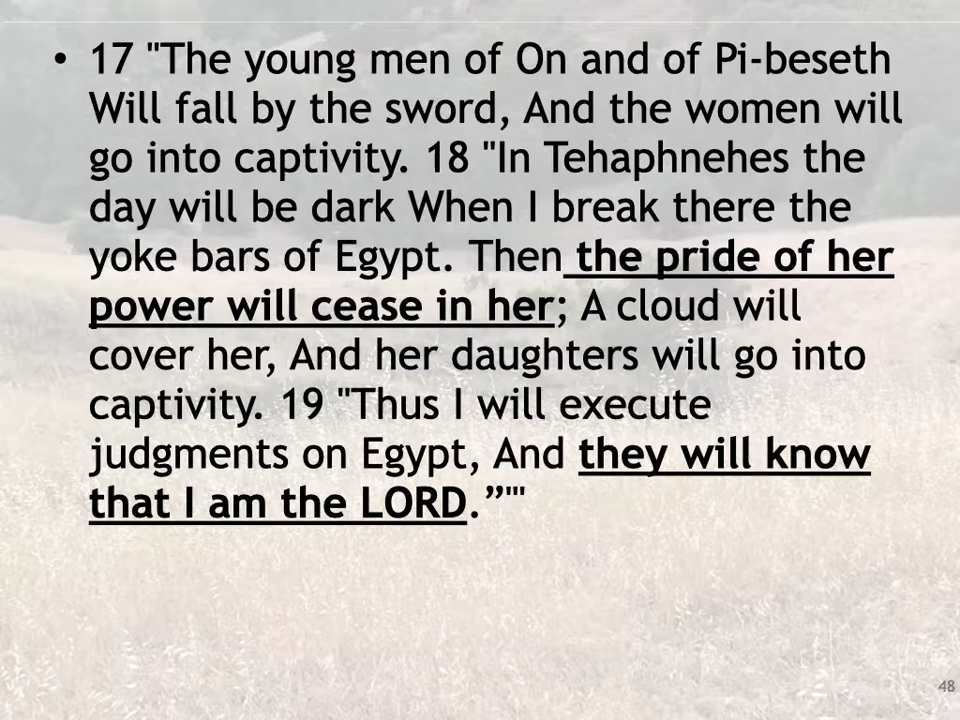 • 17 "The young men of On and of Pi-beseth
Will fall by the sword, And the women will
go into captivity. 18 "In Tehaphnehes the
day will be dark When I break there the
yoke bars of Egypt. Then the pride of her
power will cease in her; A cloud will
cover her, And her daughters will go into
captivity. 19 "Thus I will execute
judgments on Egypt, And they will know
that I am the LORD.”'"
48